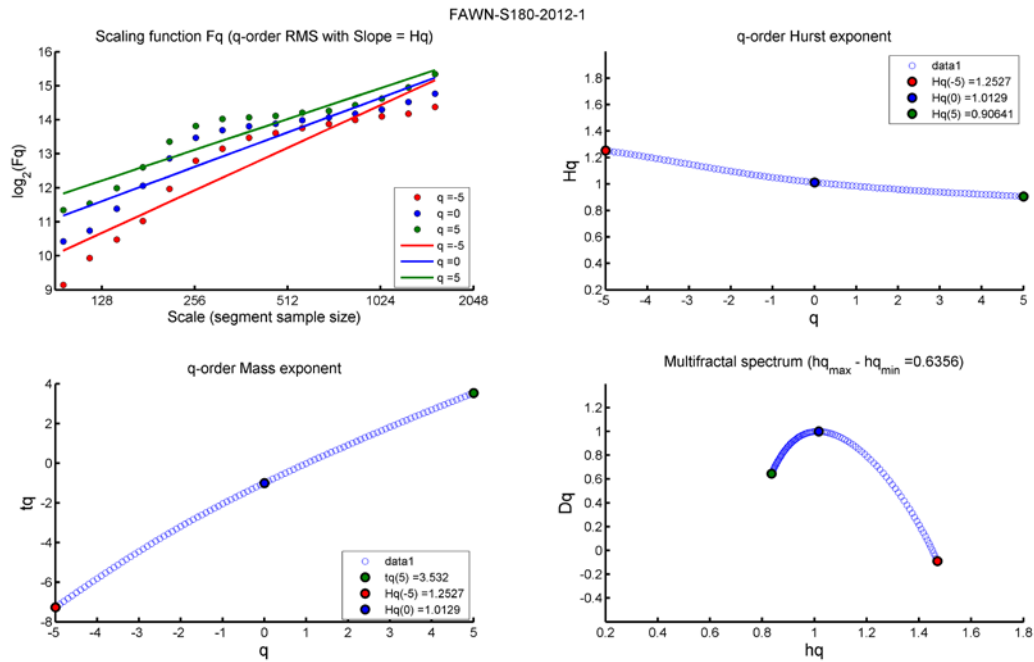 FAWN-S180-2012-1
Scaling function Fq (q-order RMS with Slope = Hq)
16
15
14
13
12
11
10
9
log2(Fq)
q =-5
q =0
q =5
q =-5
q =0
q =5
128 256 512 1024 2048
Scale (segment sample size)
q-order Hurst exponent
1.8
1.6
1.4
1.2
1
0.8
0.6
0.4
0.2
Hq
data1
Hq(-5) =1.2527
Hq(0) =1.0129
Hq(5) =0.90641
-5 -4 -3 -2 -1 0 1 2 3 4 5
q
q-order Mass exponent
4
2
0
-2
-4
-6
-8
tq
data1
tq(5) =3.532
Hq(-5) =1.2527
Hq(0) =1.0129
-5 -4 -3 -2 -1 0 1 2 3 4 5
q
Multifractal spectrum (hqmax - hqmin =0.6356)
1.2
1
0.8
0.6
0.4
0.2
0
-0.2
-0.4
Dq
0.2 0.4 0.6 0.8 1 1.2 1.4 1.6 1.8
hq